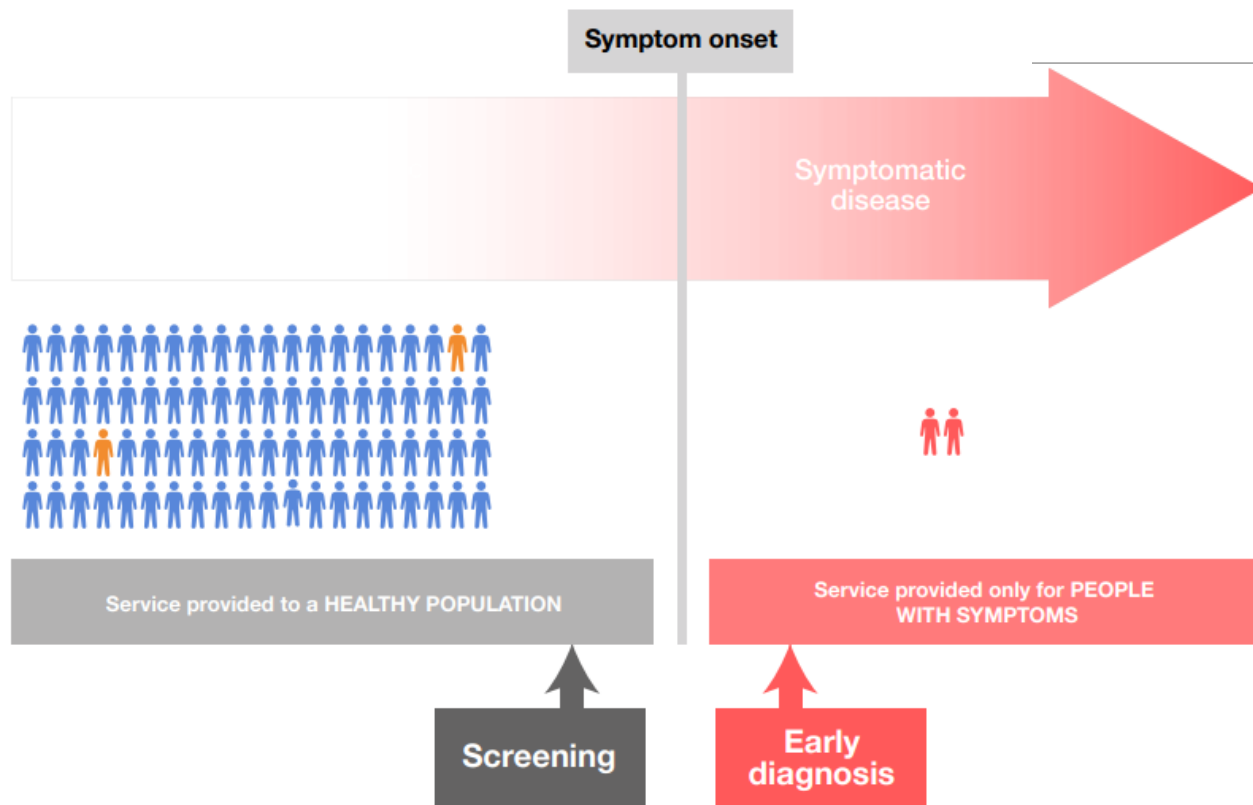 Symptom onset
Symptomatic
disease
Service provided to a HEALTHY POPULATION
Service provided only for PEOPLE
WITH SYMPTOMS
Screening
Early
diagnosis